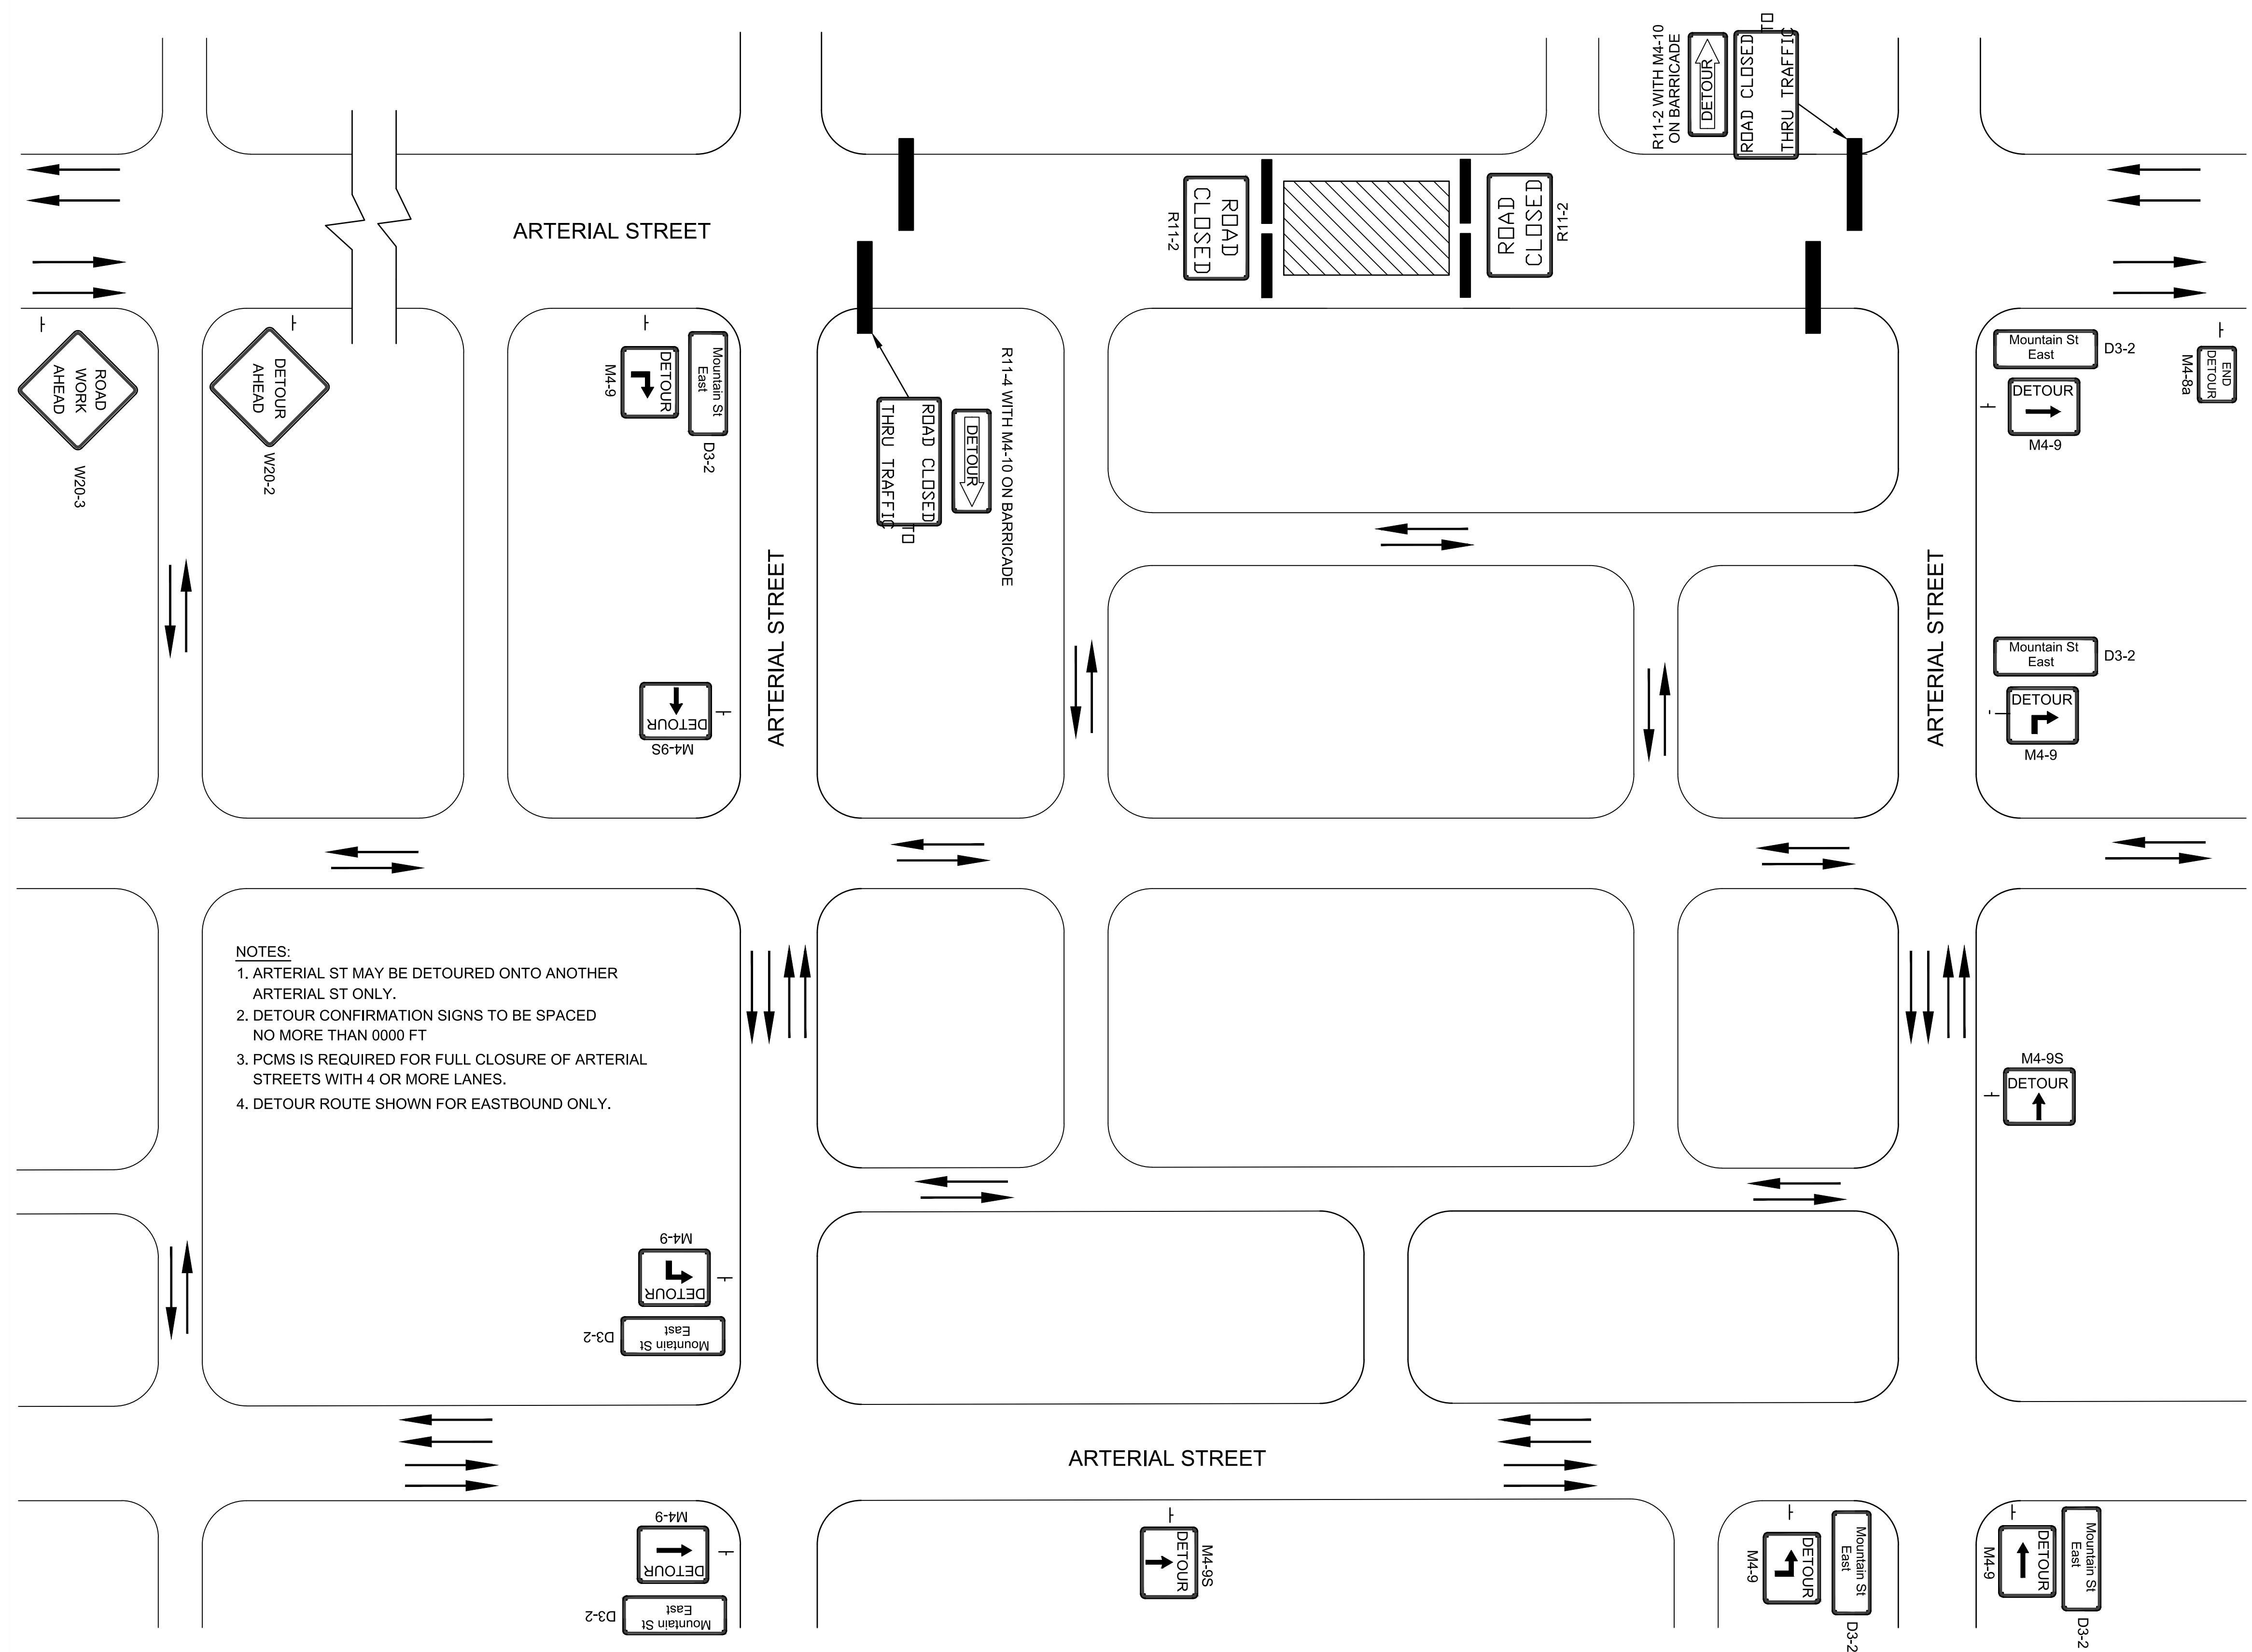 R11-2 WITH M4-10
ON BARRICADE
DETOUR
ROAD CLOSED
TO
THRU TRAFFIC
ARTERIAL STREET
ROAD
CLOSED
R11-2
ROAD
CLOSED
R11-2
ROAD
WORK
AHEAD
W20-3
DETOUR
AHEAD
W20-2
DETOUR
M4-9
Mountain St
East
D3-2
ROAD CLOSED
TO
THRU TRAFFIC
DETOUR
R11-4 WITH M4-10 ON BARRICADE
Mountain St
East
D3-2
DETOUR
M4-9
END
DETOUR
M4-8a
ARTERIAL STREET
ARTERIAL STREET
DETOUR
M4-9S
Mountain St
East
D3-2
DETOUR
M4-9
NOTES:
1. ARTERIAL ST MAY BE DETOURED ONTO ANOTHER
ARTERIAL ST ONLY.
2. DETOUR CONFIRMATION SIGNS TO BE SPACED
NO MORE THAN 0000 FT
3. PCMS IS REQUIRED FOR FULL CLOSURE OF ARTERIAL
STREETS WITH 4 OR MORE LANES.
4. DETOUR ROUTE SHOWN FOR EASTBOUND ONLY.
M4-9S
DETOUR
Mountain St
East
D3-2
DETOUR
M4-9
ARTERIAL STREET
Mountain St
East
D3-2
DETOUR
M4-9
DETOUR
M4-9S
Mountain St
East
D3-2
DETOUR
M4-9
Mountain St
East
D3-2
DETOUR
M4-9